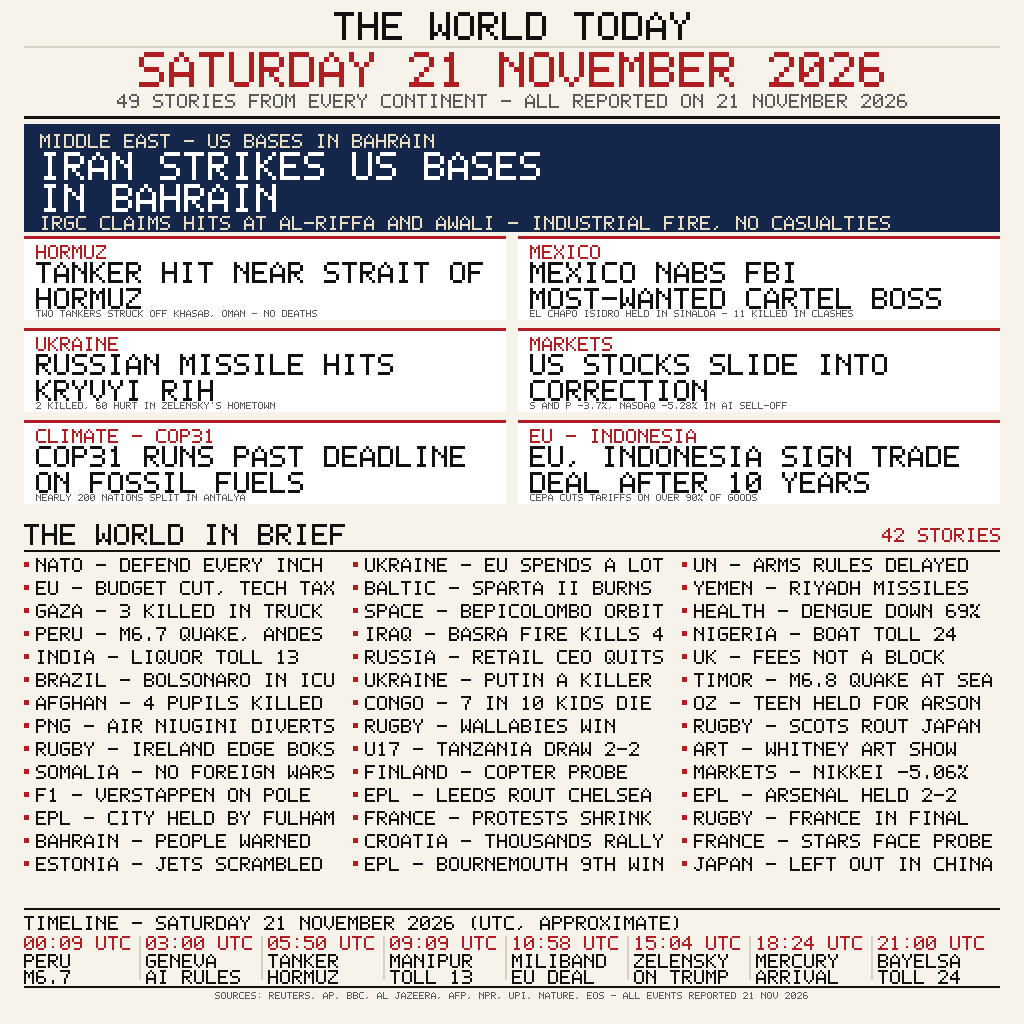 THE WORLD TODAY
SATURDAY 21 NOVEMBER 2026
49 STORIES FROM EVERY CONTINENT – ALL REPORTED ON 21 NOVEMBER 2026
MIDDLE EAST – US BASES IN BAHRAIN
IRAN STRIKES US BASES
IN BAHRAIN
IRGC CLAIMS HITS AT AL-RIFFA AND AWALI – INDUSTRIAL FIRE, NO CASUALTIES
HORMUZ
TANKER HIT NEAR STRAIT OF
HORMUZ
TWO TANKERS STRUCK OFF KHASAB, OMAN – NO DEATHS
MEXICO
MEXICO NABS FBI
MOST-WANTED CARTEL BOSS
EL CHAPO ISIDRO HELD IN SINALOA – 11 KILLED IN CLASHES
UKRAINE
RUSSIAN MISSILE HITS
KRYVYI RIH
2 KILLED, 60 HURT IN ZELENSKY'S HOMETOWN
MARKETS
US STOCKS SLIDE INTO
CORRECTION
S AND P -3.7%, NASDAQ -5.28% IN AI SELL-OFF
CLIMATE – COP31
COP31 RUNS PAST DEADLINE
ON FOSSIL FUELS
NEARLY 200 NATIONS SPLIT IN ANTALYA
EU – INDONESIA
EU, INDONESIA SIGN TRADE
DEAL AFTER 10 YEARS
CEPA CUTS TARIFFS ON OVER 90% OF GOODS
THE WORLD IN BRIEF
42 STORIES
NATO – DEFEND EVERY INCH
EU – BUDGET CUT, TECH TAX
GAZA – 3 KILLED IN TRUCK
PERU – M6.7 QUAKE, ANDES
INDIA – LIQUOR TOLL 13
BRAZIL – BOLSONARO IN ICU
AFGHAN – 4 PUPILS KILLED
PNG – AIR NIUGINI DIVERTS
RUGBY – IRELAND EDGE BOKS
SOMALIA – NO FOREIGN WARS
F1 – VERSTAPPEN ON POLE
EPL – CITY HELD BY FULHAM
BAHRAIN – PEOPLE WARNED
ESTONIA – JETS SCRAMBLED
UKRAINE – EU SPENDS A LOT
BALTIC – SPARTA II BURNS
SPACE – BEPICOLOMBO ORBIT
IRAQ – BASRA FIRE KILLS 4
RUSSIA – RETAIL CEO QUITS
UKRAINE – PUTIN A KILLER
CONGO – 7 IN 10 KIDS DIE
RUGBY – WALLABIES WIN
U17 – TANZANIA DRAW 2-2
FINLAND – COPTER PROBE
EPL – LEEDS ROUT CHELSEA
FRANCE – PROTESTS SHRINK
CROATIA – THOUSANDS RALLY
EPL – BOURNEMOUTH 9TH WIN
UN – ARMS RULES DELAYED
YEMEN – RIYADH MISSILES
HEALTH – DENGUE DOWN 69%
NIGERIA – BOAT TOLL 24
UK – FEES NOT A BLOCK
TIMOR – M6.8 QUAKE AT SEA
OZ – TEEN HELD FOR ARSON
RUGBY – SCOTS ROUT JAPAN
ART – WHITNEY ART SHOW
MARKETS – NIKKEI -5.06%
EPL – ARSENAL HELD 2-2
RUGBY – FRANCE IN FINAL
FRANCE – STARS FACE PROBE
JAPAN – LEFT OUT IN CHINA
TIMELINE – SATURDAY 21 NOVEMBER 2026 (UTC, APPROXIMATE)
00:09 UTC
PERU
M6.7
03:00 UTC
GENEVA
AI RULES
05:50 UTC
TANKER
HORMUZ
09:09 UTC
MANIPUR
TOLL 13
10:58 UTC
MILIBAND
EU DEAL
15:04 UTC
ZELENSKY
ON TRUMP
18:24 UTC
MERCURY
ARRIVAL
21:00 UTC
BAYELSA
TOLL 24
SOURCES: REUTERS, AP, BBC, AL JAZEERA, AFP, NPR, UPI, NATURE, EOS – ALL EVENTS REPORTED 21 NOV 2026